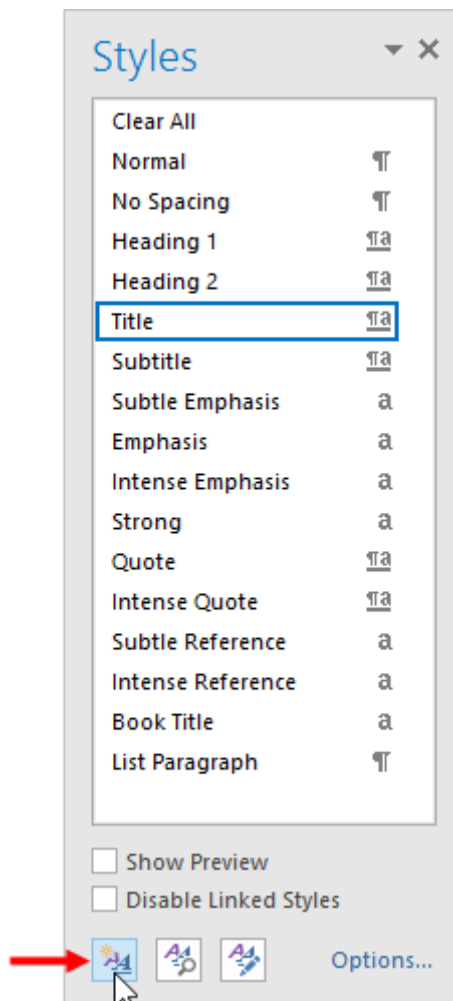 Styles
Clear All
Normal ¶
No Spacing ¶
Heading 1 ¶a
Heading 2 ¶a
Title ¶a
Subtitle ¶a
Subtle Emphasis a
Emphasis a
Intense Emphasis a
Strong a
Quote ¶a
Intense Quote ¶a
Subtle Reference a
Intense Reference a
Book Title a
List Paragraph ¶
Show Preview
Disable Linked Styles
Options...